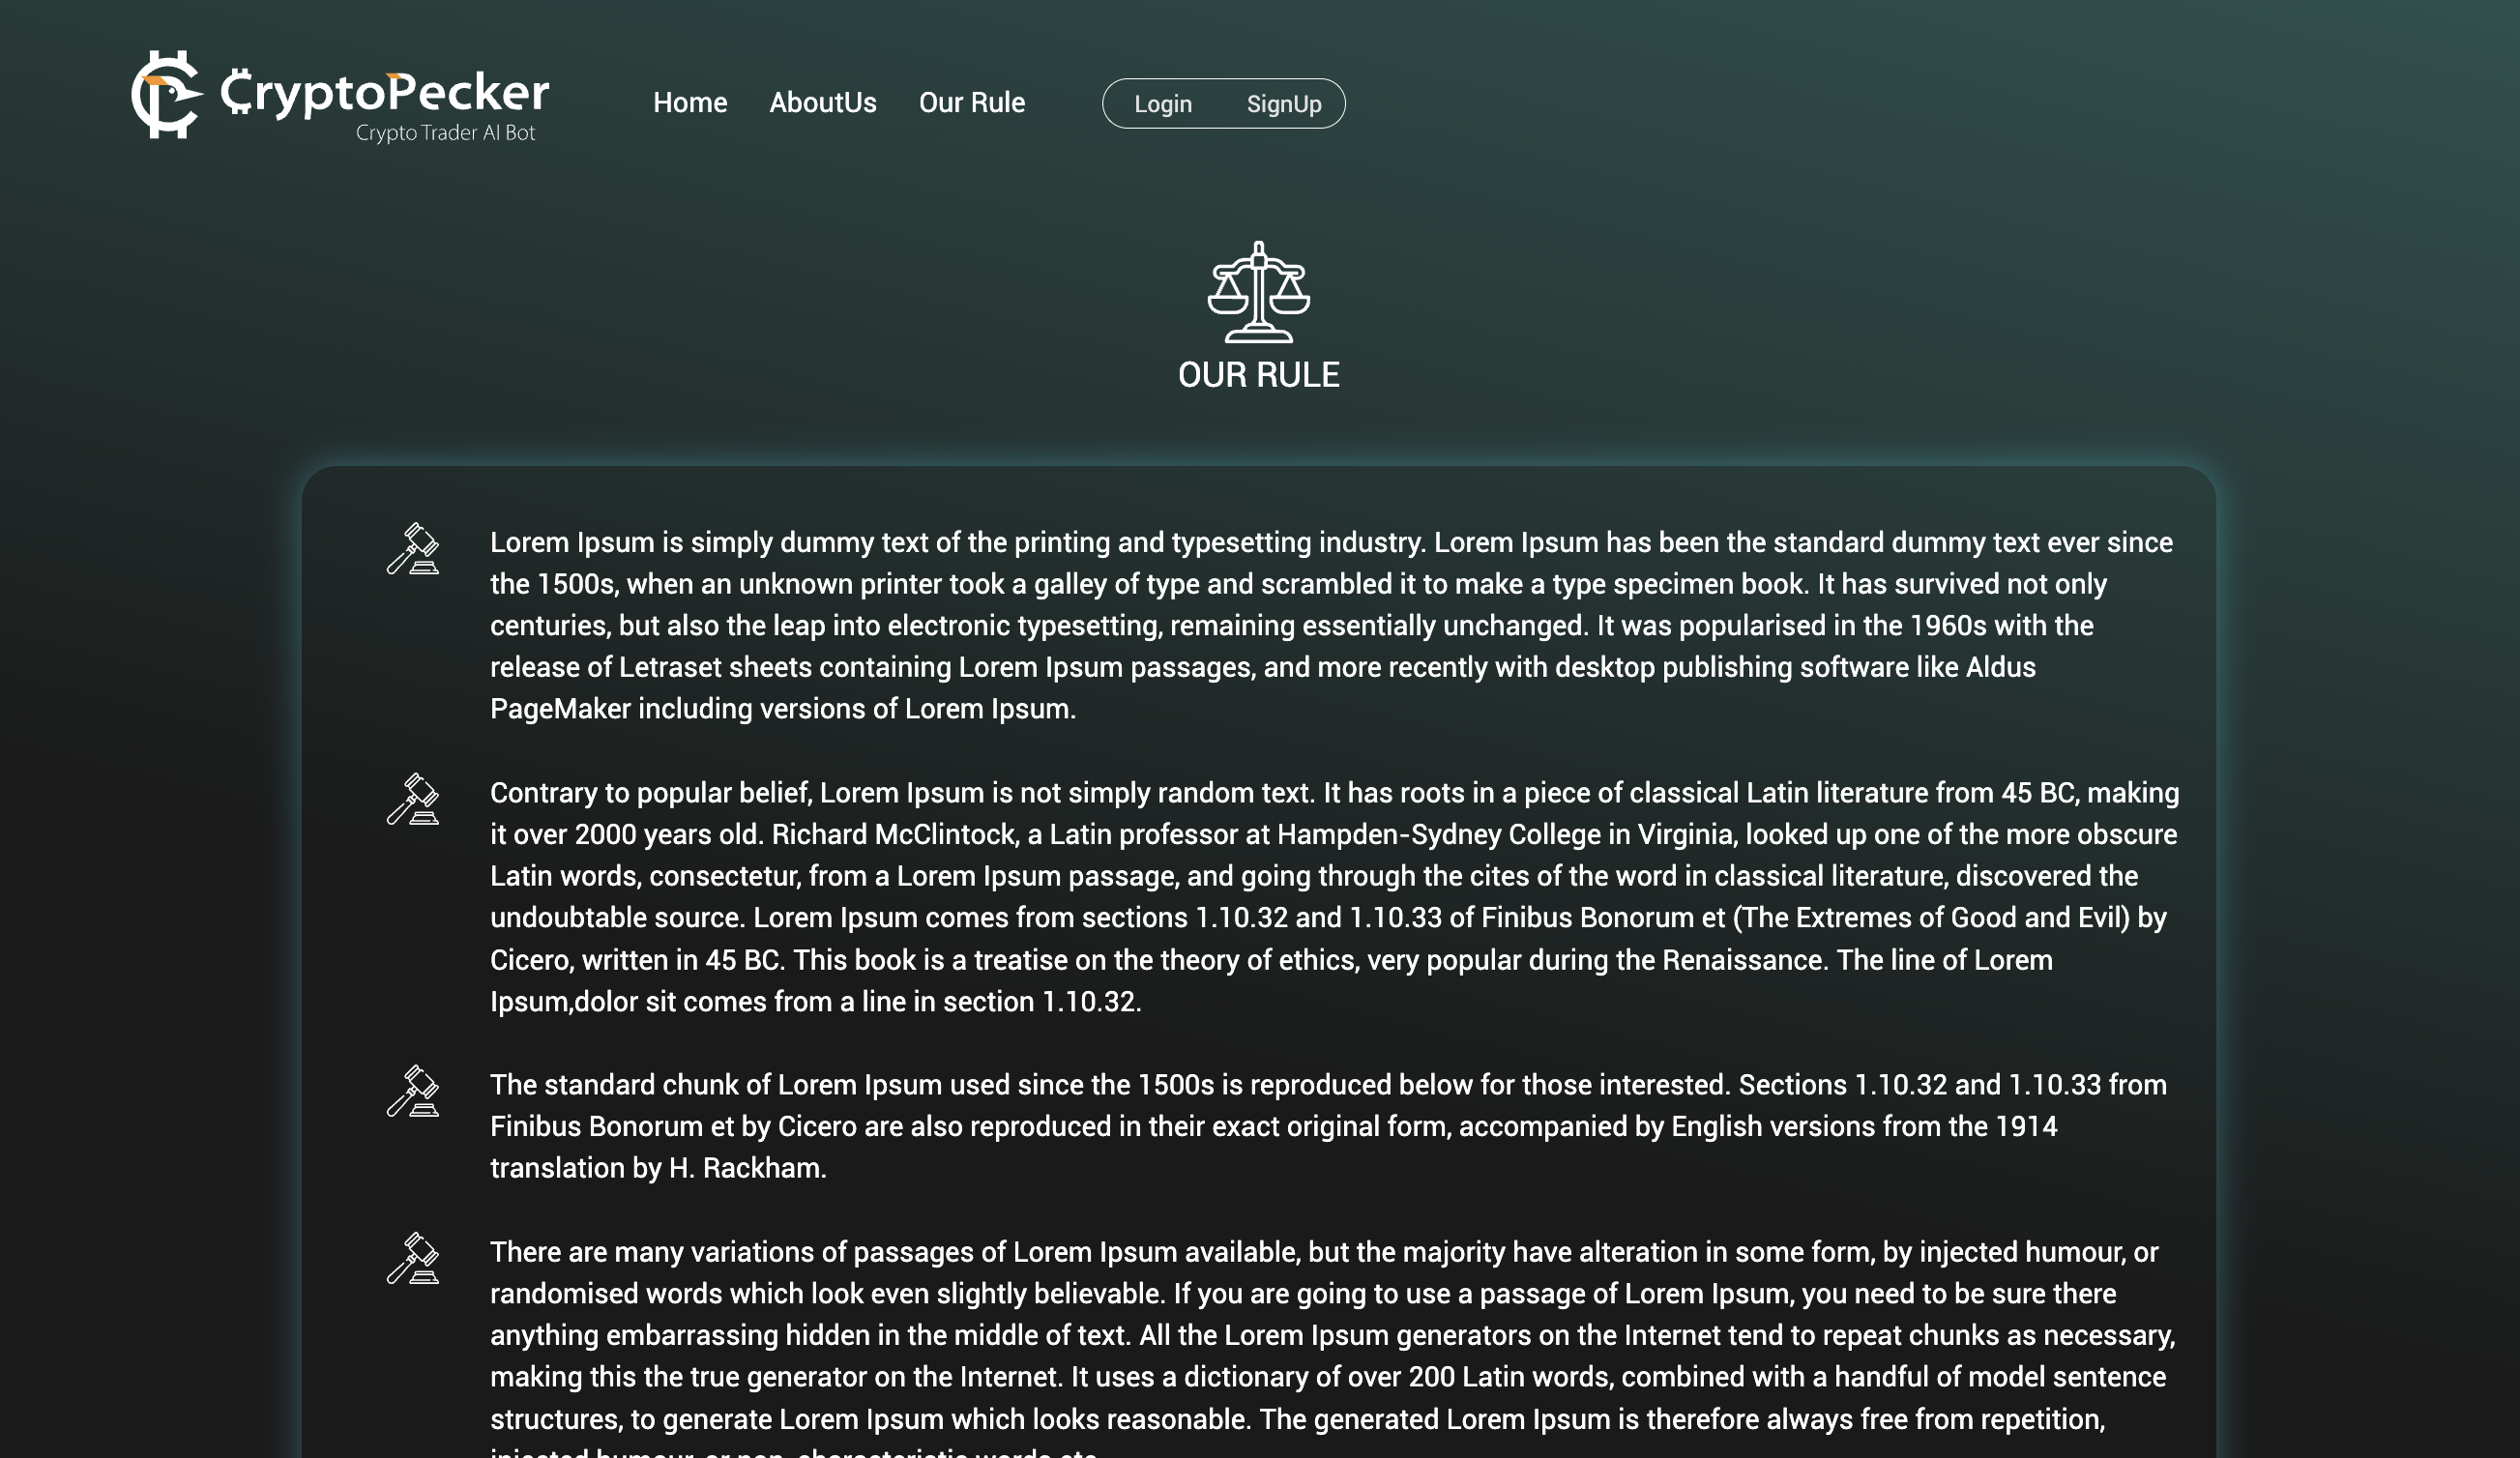 CryptoPecker
Crypto Trader AI Bot
Home
AboutUs
Our Rule
Login
SignUp
OUR RULE
Lorem Ipsum is simply dummy text of the printing and typesetting industry. Lorem Ipsum has been the standard dummy text ever since
the 1500s, when an unknown printer took a galley of type and scrambled it to make a type specimen book. It has survived not only
centuries, but also the leap into electronic typesetting, remaining essentially unchanged. It was popularised in the 1960s with the
release of Letraset sheets containing Lorem Ipsum passages, and more recently with desktop publishing software like Aldus
PageMaker including versions of Lorem Ipsum.
Contrary to popular belief, Lorem Ipsum is not simply random text. It has roots in a piece of classical Latin literature from 45 BC, making
it over 2000 years old. Richard McClintock, a Latin professor at Hampden-Sydney College in Virginia, looked up one of the more obscure
Latin words, consectetur, from a Lorem Ipsum passage, and going through the cites of the word in classical literature, discovered the
undoubtable source. Lorem Ipsum comes from sections 1.10.32 and 1.10.33 of Finibus Bonorum et (The Extremes of Good and Evil) by
Cicero, written in 45 BC. This book is a treatise on the theory of ethics, very popular during the Renaissance. The line of Lorem
Ipsum,dolor sit comes from a line in section 1.10.32.
The standard chunk of Lorem Ipsum used since the 1500s is reproduced below for those interested. Sections 1.10.32 and 1.10.33 from
Finibus Bonorum et by Cicero are also reproduced in their exact original form, accompanied by English versions from the 1914
translation by H. Rackham.
There are many variations of passages of Lorem Ipsum available, but the majority have alteration in some form, by injected humour, or
randomised words which look even slightly believable. If you are going to use a passage of Lorem Ipsum, you need to be sure there
anything embarrassing hidden in the middle of text. All the Lorem Ipsum generators on the Internet tend to repeat chunks as necessary,
making this the true generator on the Internet. It uses a dictionary of over 200 Latin words, combined with a handful of model sentence
structures, to generate Lorem Ipsum which looks reasonable. The generated Lorem Ipsum is therefore always free from repetition,
injected humour, or non-characteristic words etc.